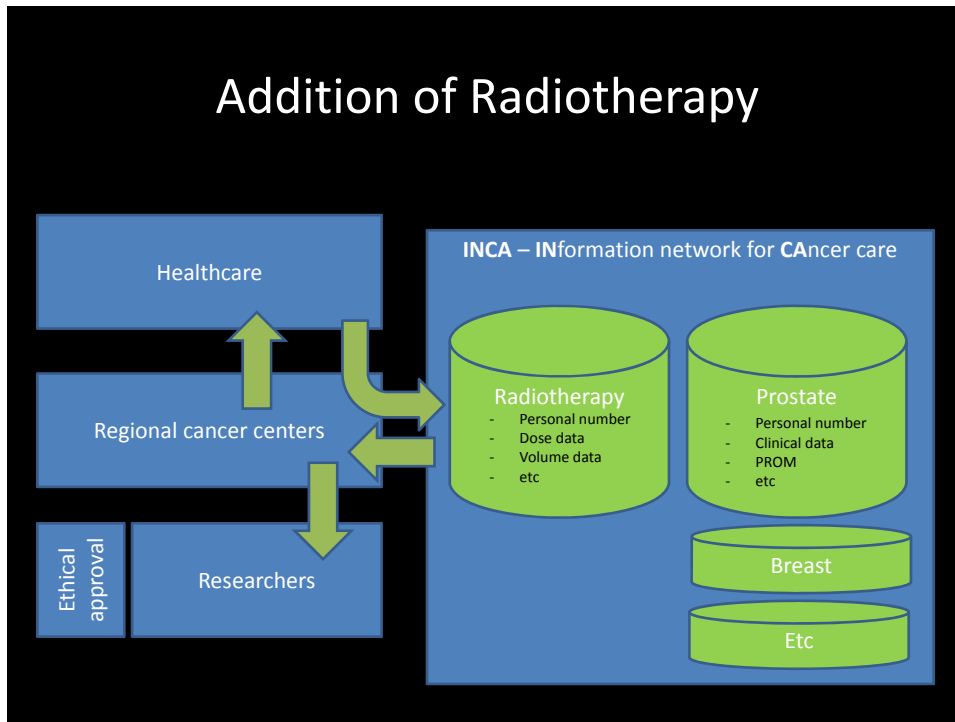 Addition of Radiotherapy
Healthcare
Regional cancer centers
Ethical
approval
Researchers
INCA – INformation network for CAncer care
Radiotherapy
- Personal number
- Dose data
- Volume data
- etc
Prostate
- Personal number
- Clinical data
- PROM
- etc
Breast
Etc